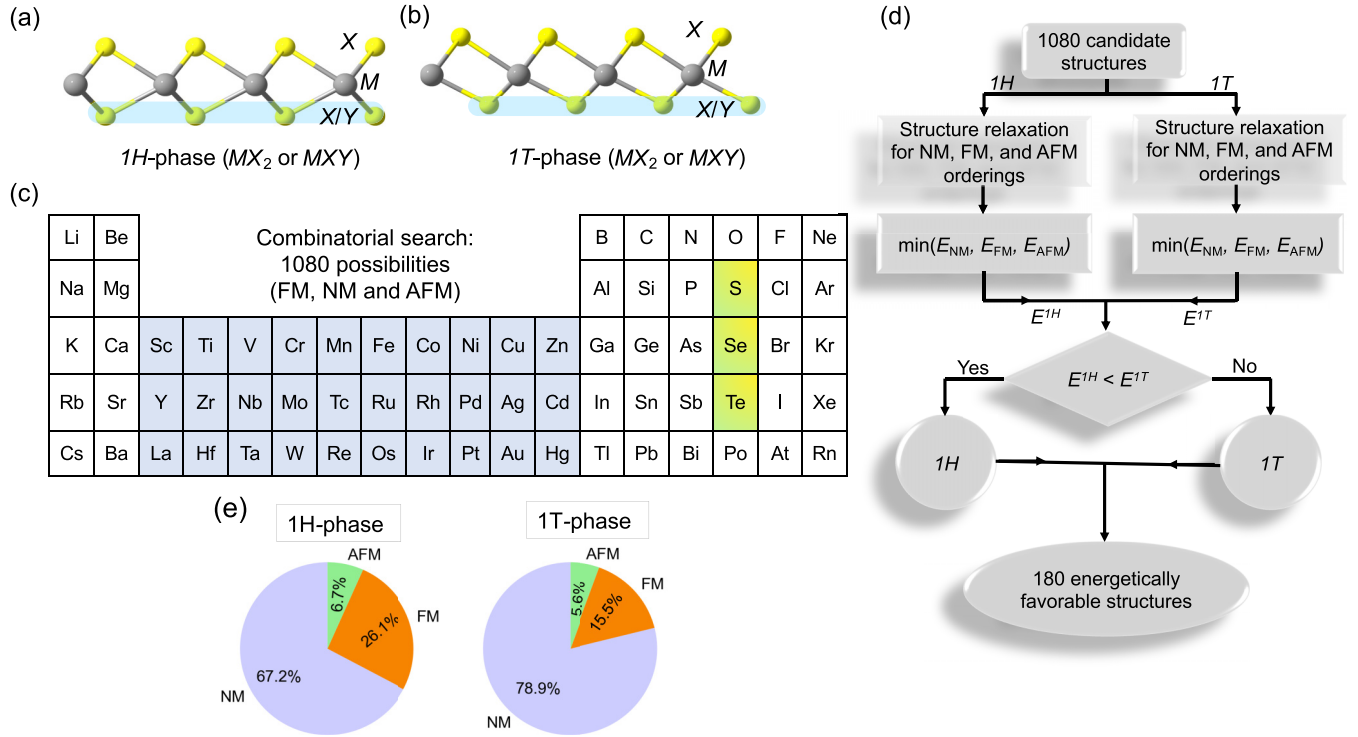 (a)
X
M
X/Y
1H-phase (MX2 or MXY)
(b)
X
M
X/Y
1T-phase (MX2 or MXY)
(c)
Combinatorial search:
1080 possibilities
(FM, NM and AFM)
Li Be B C N O F Ne
Na Mg Al Si P S Cl Ar
K Ca Sc Ti V Cr Mn Fe Co Ni Cu Zn Ga Ge As Se Br Kr
Rb Sr Y Zr Nb Mo Tc Ru Rh Pd Ag Cd In Sn Sb Te I Xe
Cs Ba La Hf Ta W Re Os Ir Pt Au Hg Tl Pb Bi Po At Rn
(d)
1080 candidate
structures
1H
1T
Structure relaxation
for NM, FM, and AFM
orderings
Structure relaxation
for NM, FM, and AFM
orderings
min(ENM, EFM, EAFM)
min(ENM, EFM, EAFM)
E1H
E1T
E1H < E1T
Yes
No
1H
1T
180 energetically
favorable structures
(e)
1H-phase
AFM
6.7%
FM
26.1%
67.2%
NM
1T-phase
AFM
5.6%
FM
15.5%
78.9%
NM